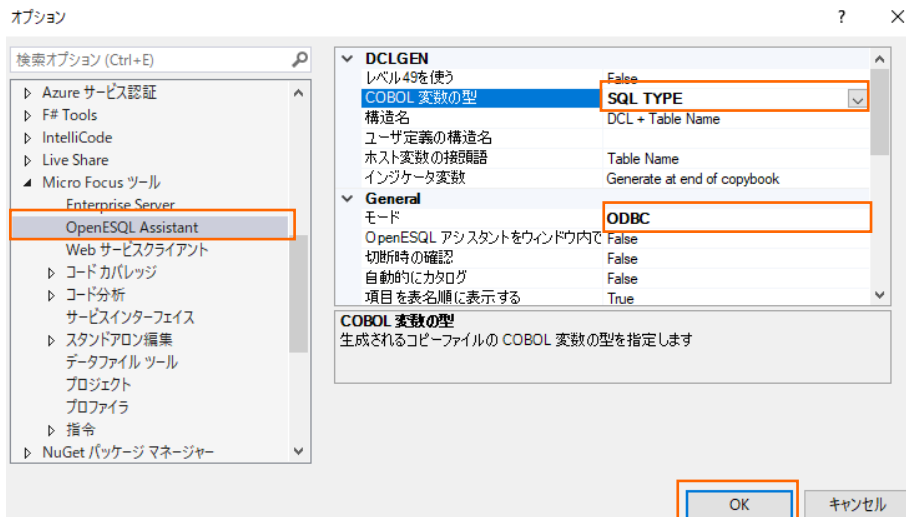 オプション
? ×
検索オプション (Ctrl+E)
Azure サービス認証
F# Tools
IntelliCode
Live Share
Micro Focus ツール
Enterprise Server
OpenESQL Assistant
Web サービスクライアント
コード カバレッジ
コード分析
サービスインターフェイス
スタンドアロン編集
データファイル ツール
プロジェクト
プロファイラ
指令
NuGet パッケージ マネージャー
DCLGEN
レベル49を使う False
COBOL 変数の型 SQL TYPE
構造名 DCL + Table Name
ユーザ定義の構造名
ホスト変数の接頭語 Table Name
インジケータ変数 Generate at end of copybook
General
モード ODBC
OpenESQL アシスタントをウィンドウ内で False
切断時の確認 False
自動的にカタログ False
項目を表名順に表示する True
COBOL 変数の型
生成されるコピーファイルの COBOL 変数の型を指定します
OK キャンセル